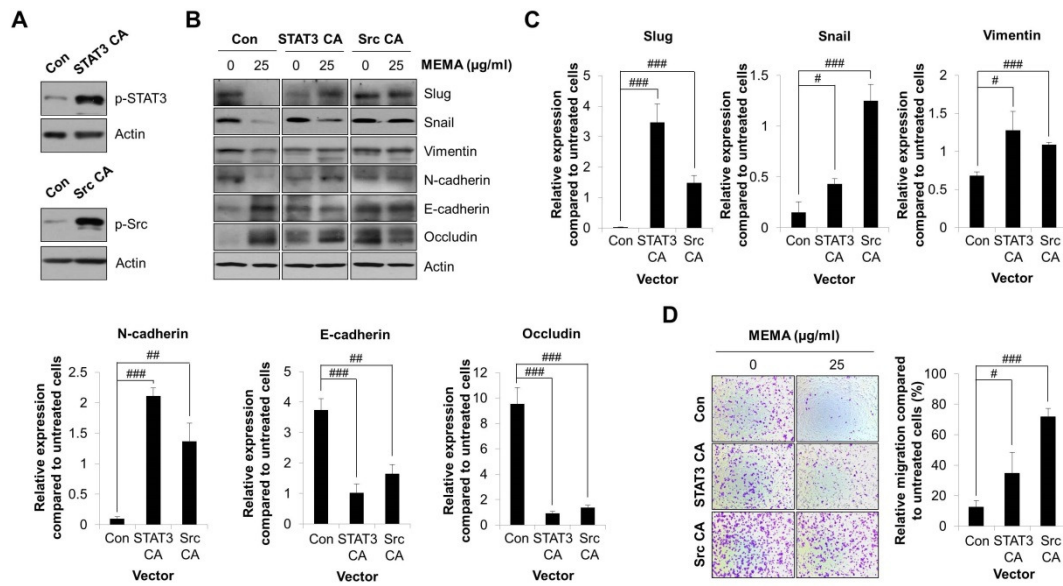 A
Con
STAT3 CA
p-STAT3
Actin
Con
Src CA
p-Src
Actin
B
Con STAT3 CA Src CA
0 25 0 25 0 25 MEMA (µg/ml)
Slug
Snail
Vimentin
N-cadherin
E-cadherin
Occludin
Actin
C
Slug
Relative expression
compared to untreated cells
5
4
3
2
1
0
###
###
Con STAT3 Src
CA CA
Vector
Snail
Relative expression
compared to untreated cells
1.5
1
0.5
0
###
#
Con STAT3 Src
CA CA
Vector
Vimentin
Relative expression
compared to untreated cells
2
1.5
1
0.5
0
###
#
Con STAT3 Src
CA CA
Vector
N-cadherin
Relative expression
compared to untreated cells
2.5
2
1.5
1
0.5
0
##
###
Con STAT3 Src
CA CA
Vector
E-cadherin
Relative expression
compared to untreated cells
5
4
3
2
1
0
##
###
Con STAT3 Src
CA CA
Vector
Occludin
Relative expression
compared to untreated cells
12
10
8
6
4
2
0
###
###
Con STAT3 Src
CA CA
Vector
D
MEMA (µg/ml)
0 25
Con
STAT3 CA
Src CA
Relative migration compared
to untreated cells (%)
100
80
60
40
20
0
###
#
Con STAT3 Src
CA CA
Vector